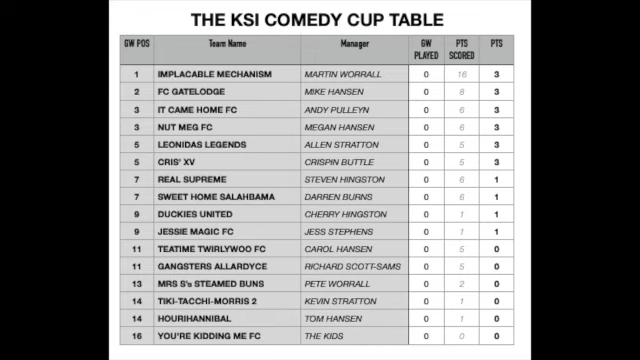 THE KSI COMEDY CUP TABLE
GW POS Team Name Manager GW PLAYED PTS SCORED PTS
1 IMPLACABLE MECHANISM MARTIN WORRALL 0 16 3
2 FC GATELODGE MIKE HANSEN 0 8 3
3 IT CAME HOME FC ANDY PULLEYN 0 6 3
3 NUT MEG FC MEGAN HANSEN 0 6 3
5 LEONIDAS LEGENDS ALLEN STRATTON 0 5 3
5 CRIS' XV CRISPIN BUTTLE 0 5 3
7 REAL SUPREME STEVEN HINGSTON 0 6 1
7 SWEET HOME SALAHBAMA DARREN BURNS 0 6 1
9 DUCKIES UNITED CHERRY HINGSTON 0 1 1
9 JESSIE MAGIC FC JESS STEPHENS 0 1 1
11 TEATIME TWIRLYWOO FC CAROL HANSEN 0 5 0
11 GANGSTERS ALLARDYCE RICHARD SCOTT-SAMS 0 5 0
13 MRS S's STEAMED BUNS PETE WORRALL 0 2 0
14 TIKI-TACCHI-MORRIS 2 KEVIN STRATTON 0 1 0
14 HOURIHANNIBAL TOM HANSEN 0 1 0
16 YOU'RE KIDDING ME FC THE KIDS 0 0 0